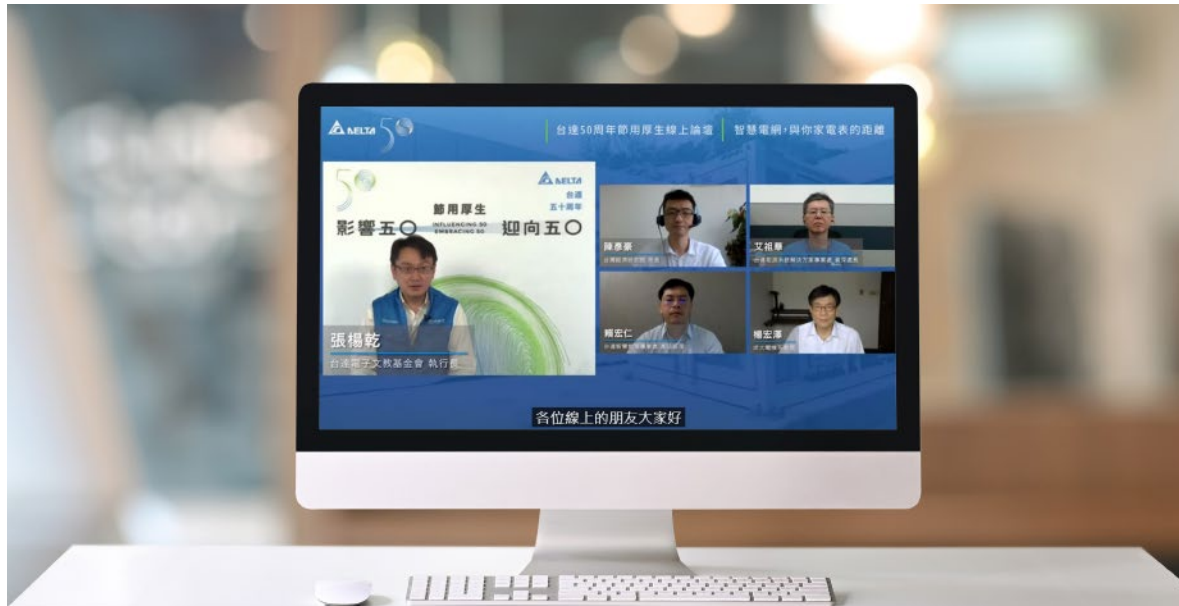 DELTA 50
台達50周年節用厚生線上論壇
智慧電網,與你家電表的距離
50
DELTA
台達
五十周年
節用厚生
影響五〇
INFLUENCING 50
EMBRACING 50
迎向五〇
張楊乾
台達電子文教基金會 執行長
陳彥豪
艾祖華
賴宏仁
楊宏澤
各位線上的朋友大家好